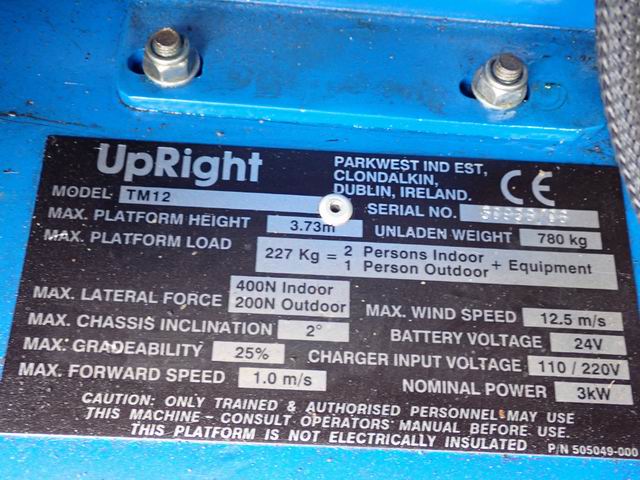 UpRight
PARKWEST IND EST,
CLONDALKIN,
DUBLIN, IRELAND.
CE
MODEL TM12
SERIAL NO.
MAX. PLATFORM HEIGHT 3.73m
UNLADEN WEIGHT 780 kg
MAX. PLATFORM LOAD 227 Kg = 2 Persons Indoor + Equipment
1 Person Outdoor
MAX. LATERAL FORCE 400N Indoor
200N Outdoor
MAX. WIND SPEED 12.5 m/s
MAX. CHASSIS INCLINATION 2°
BATTERY VOLTAGE 24V
MAX. GRADEABILITY 25%
CHARGER INPUT VOLTAGE 110 / 220V
MAX. FORWARD SPEED 1.0 m/s
NOMINAL POWER 3kW
CAUTION: ONLY TRAINED & AUTHORISED PERSONNEL MAY USE
THIS MACHINE - CONSULT OPERATORS MANUAL BEFORE USE.
THIS PLATFORM IS NOT ELECTRICALLY INSULATED
P/N 505049-000